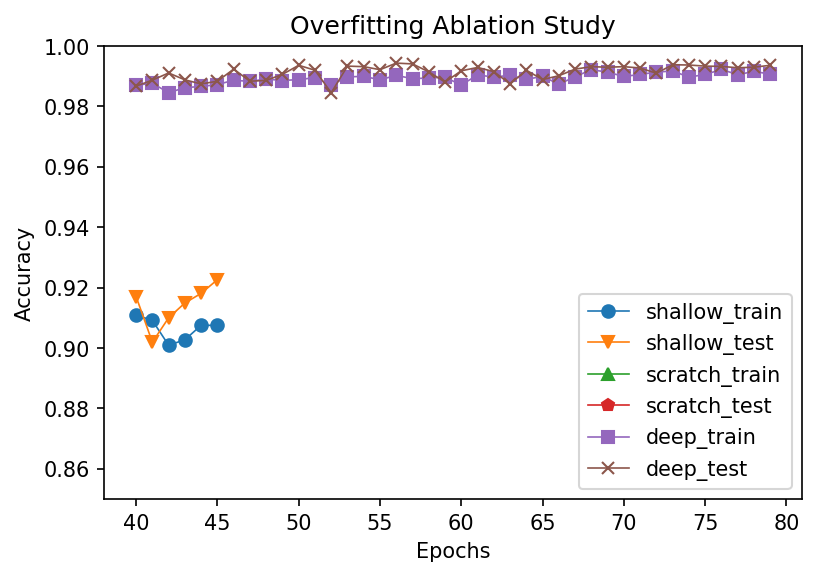 Overfitting Ablation Study
Accuracy
1.00
0.98
0.96
0.94
0.92
0.90
0.88
0.86
shallow_train
shallow_test
scratch_train
scratch_test
deep_train
deep_test
40 45 50 55 60 65 70 75 80
Epochs